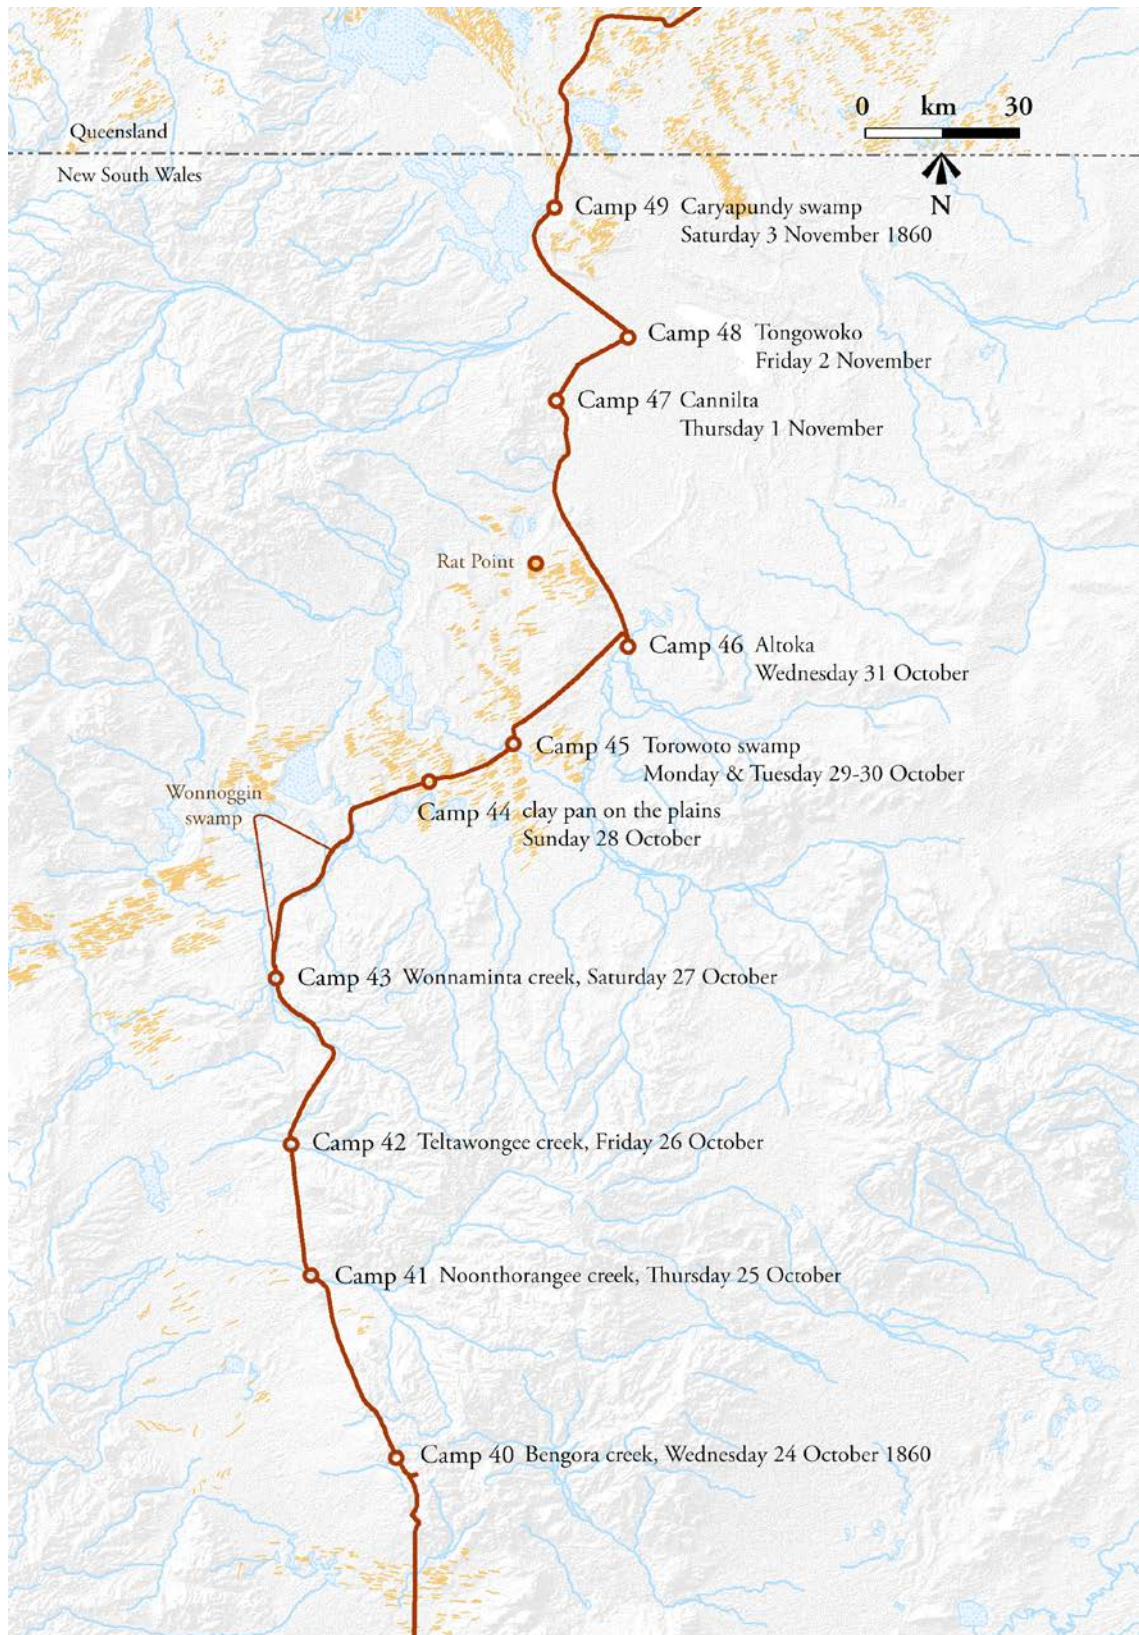 0 km 30
Queensland
New South Wales
N
Camp 49 Caryapundy swamp
Saturday 3 November 1860
Camp 48 Tongowoko
Friday 2 November
Camp 47 Cannilta
Thursday 1 November
Rat Point
Camp 46 Altoka
Wednesday 31 October
Camp 45 Torowoto swamp
Monday & Tuesday 29-30 October
Wonnoggin
swamp
Camp 44 clay pan on the plains
Sunday 28 October
Camp 43 Wonnaminta creek, Saturday 27 October
Camp 42 Teltawongee creek, Friday 26 October
Camp 41 Noonthorangee creek, Thursday 25 October
Camp 40 Bengora creek, Wednesday 24 October 1860